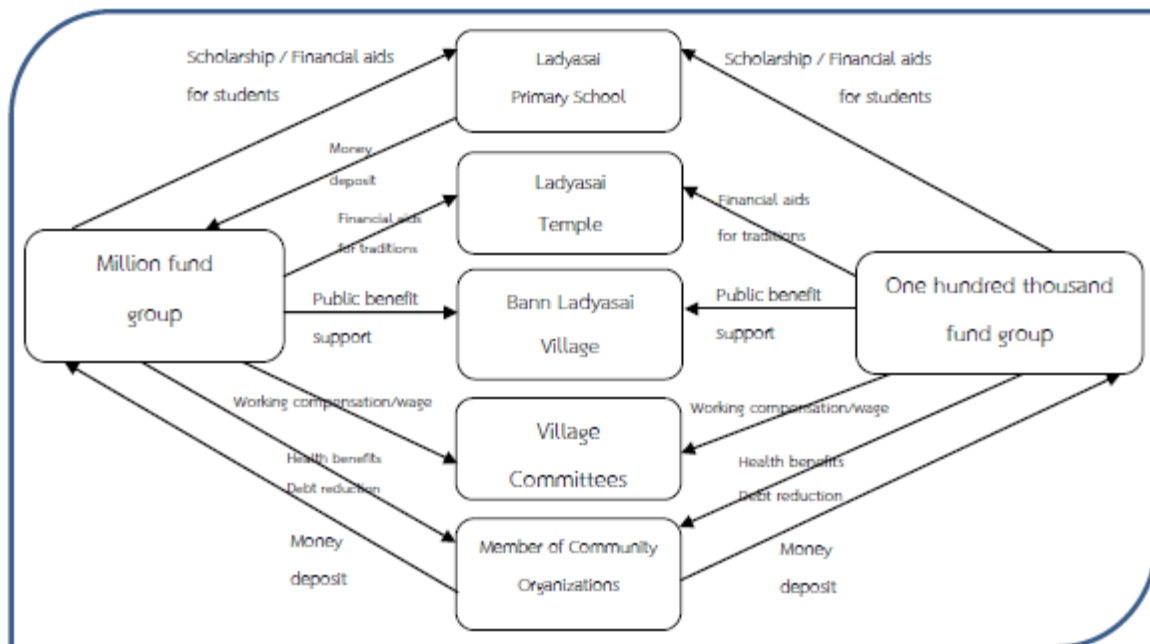 Scholarship / Financial aids
for students
Ladyasai
Primary School
Scholarship / Financial aids
for students
Money
deposit
Ladyasai
Temple
Financial aids
for traditions
Financial aids
for traditions
Million fund
group
One hundred thousand
fund group
Public benefit
support
Bann Ladyasai
Village
Public benefit
support
Working compensation/wage
Village
Committees
Working compensation/wage
Health benefits
Debt reduction
Health benefits
Debt reduction
Money
deposit
Member of Community
Organizations
Money
deposit